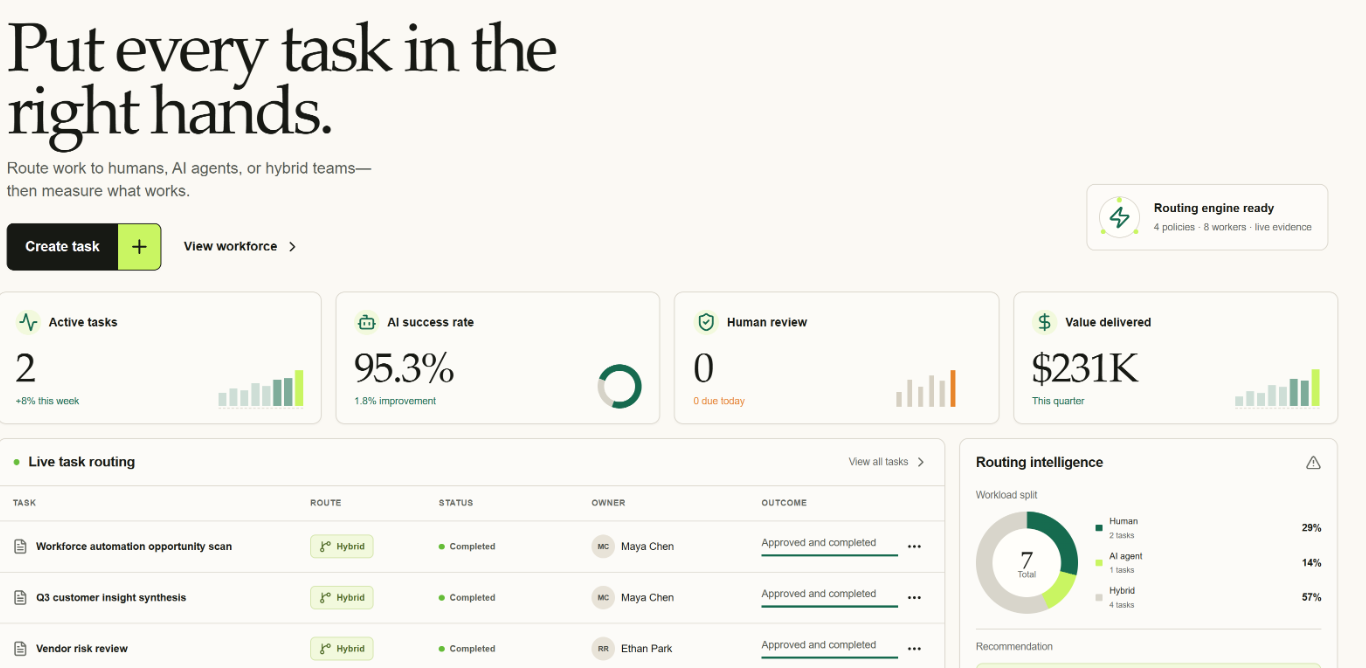 Put every task in the
right hands.
Route work to humans, AI agents, or hybrid teams—
then measure what works.
Create task
View workforce
Routing engine ready
4 policies · 8 workers · live evidence
Active tasks
2
+8% this week
AI success rate
95.3%
1.8% improvement
Human review
0
0 due today
Value delivered
$231K
This quarter
Live task routing
View all tasks
TASK ROUTE STATUS OWNER OUTCOME
Workforce automation opportunity scan Hybrid Completed MC Maya Chen Approved and completed
Q3 customer insight synthesis Hybrid Completed MC Maya Chen Approved and completed
Vendor risk review Hybrid Completed RR Ethan Park Approved and completed
Routing intelligence
Workload split
7
Total
Human 29%
2 tasks
AI agent 14%
1 tasks
Hybrid 57%
4 tasks
Recommendation